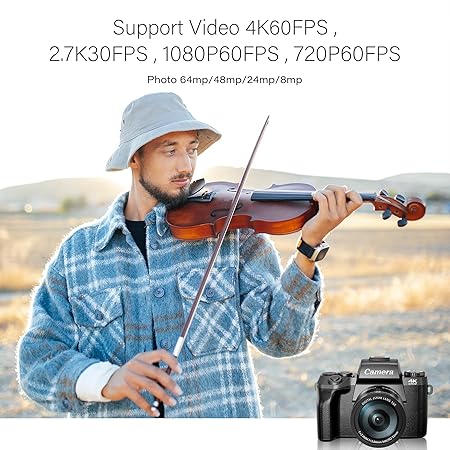 Support Video 4K60FPS ,
2.7K30FPS , 1080P60FPS , 720P60FPS
Photo 64mp/48mp/24mp/8mp
Camera
4K